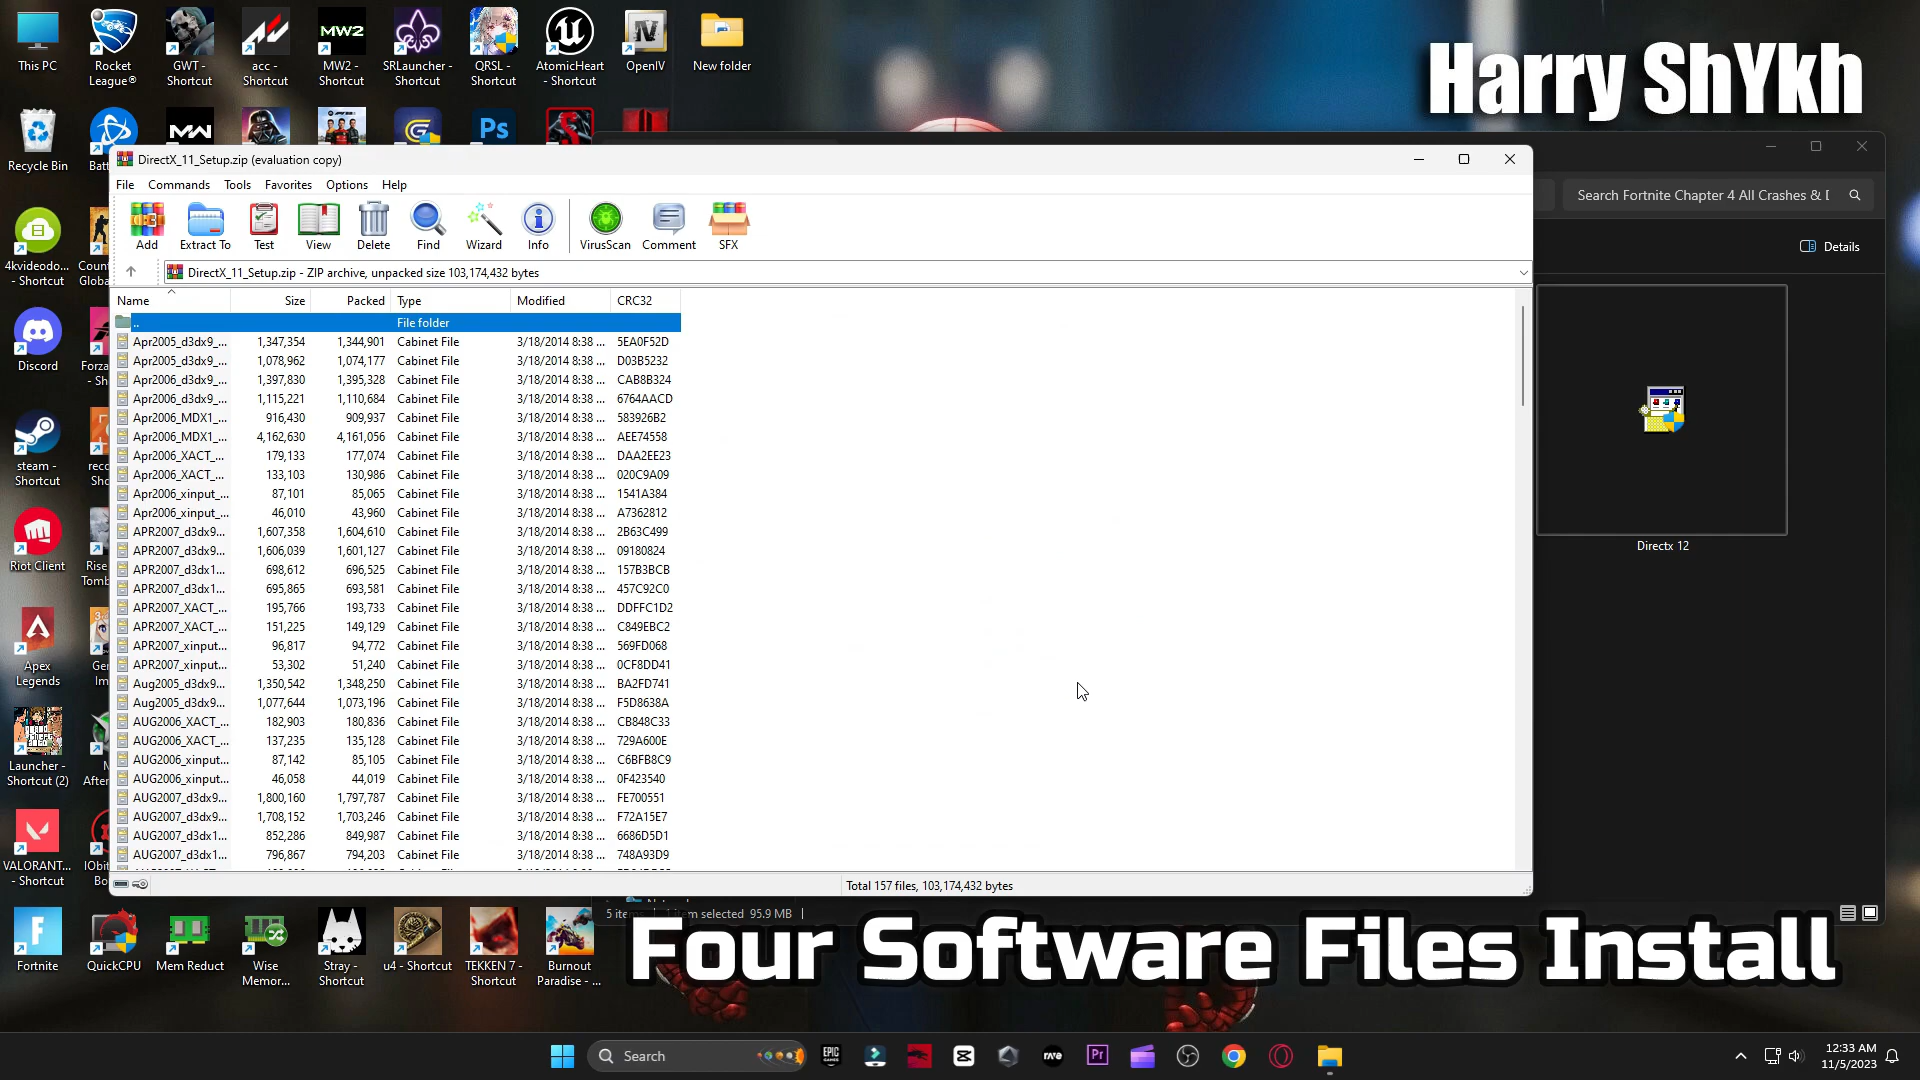 This PC
Rocket
League®
GWT -
Shortcut
acc -
Shortcut
MW2
MW2 -
Shortcut
SRLauncher -
Shortcut
QRSL -
Shortcut
AtomicHeart
- Shortcut
OpenIV
New folder
Harry ShYkh
Recycle Bin
Batt
Ps
DirectX_11_Setup.zip (evaluation copy)
File
Commands
Tools
Favorites
Options
Help
Search Fortnite Chapter 4 All Crashes & [
Add
Extract To
Test
View
Delete
Find
Wizard
Info
VirusScan
Comment
SFX
Details
DirectX_11_Setup.zip - ZIP archive, unpacked size 103,174,432 bytes
Name Size Packed Type Modified CRC32
.. File folder
Apr2005_d3dx9_... 1,347,354 1,344,901 Cabinet File 3/18/2014 8:38 ... 5EA0F52D
Apr2005_d3dx9_... 1,078,962 1,074,177 Cabinet File 3/18/2014 8:38 ... D03B5232
Apr2006_d3dx9_... 1,397,830 1,395,328 Cabinet File 3/18/2014 8:38 ... CAB8B324
Apr2006_d3dx9_... 1,115,221 1,110,684 Cabinet File 3/18/2014 8:38 ... 6764AACD
Apr2006_MDX1_... 916,430 909,937 Cabinet File 3/18/2014 8:38 ... 583926B2
Apr2006_MDX1_... 4,162,630 4,161,056 Cabinet File 3/18/2014 8:38 ... AEE74558
Apr2006_XACT_... 179,133 177,074 Cabinet File 3/18/2014 8:38 ... DAA2EE23
Apr2006_XACT_... 133,103 130,986 Cabinet File 3/18/2014 8:38 ... 020C9A09
Apr2006_xinput_... 87,101 85,065 Cabinet File 3/18/2014 8:38 ... 1541A384
Apr2006_xinput_... 46,010 43,960 Cabinet File 3/18/2014 8:38 ... A7362812
APR2007_d3dx9... 1,607,358 1,604,610 Cabinet File 3/18/2014 8:38 ... 2B63C499
APR2007_d3dx9... 1,606,039 1,601,127 Cabinet File 3/18/2014 8:38 ... 09180824
APR2007_d3dx1... 698,612 696,525 Cabinet File 3/18/2014 8:38 ... 157B3BCB
APR2007_d3dx1... 695,865 693,581 Cabinet File 3/18/2014 8:38 ... 457C92C0
APR2007_XACT_... 195,766 193,733 Cabinet File 3/18/2014 8:38 ... DDFFC1D2
APR2007_XACT_... 151,225 149,129 Cabinet File 3/18/2014 8:38 ... C849EBC2
APR2007_xinput... 96,817 94,772 Cabinet File 3/18/2014 8:38 ... 569FD068
APR2007_xinput... 53,302 51,240 Cabinet File 3/18/2014 8:38 ... 0CF8DD41
Aug2005_d3dx9... 1,350,542 1,348,250 Cabinet File 3/18/2014 8:38 ... BA2FD741
Aug2005_d3dx9... 1,077,644 1,073,196 Cabinet File 3/18/2014 8:38 ... F5D8638A
AUG2006_XACT_... 182,903 180,836 Cabinet File 3/18/2014 8:38 ... CB848C33
AUG2006_XACT_... 137,235 135,128 Cabinet File 3/18/2014 8:38 ... 729A600E
AUG2006_xinput... 87,142 85,105 Cabinet File 3/18/2014 8:38 ... C6BFB8C9
AUG2006_xinput... 46,058 44,019 Cabinet File 3/18/2014 8:38 ... 0F423540
AUG2007_d3dx9... 1,800,160 1,797,787 Cabinet File 3/18/2014 8:38 ... FE700551
AUG2007_d3dx9... 1,708,152 1,703,246 Cabinet File 3/18/2014 8:38 ... F72A15E7
AUG2007_d3dx1... 852,286 849,987 Cabinet File 3/18/2014 8:38 ... 6686D5D1
AUG2007_d3dx1... 796,867 794,203 Cabinet File 3/18/2014 8:38 ... 748A93D9
Total 157 files, 103,174,432 bytes
Directx 12
4kvideodo...
- Shortcut
Count
Globa
Discord
Forza
- Sh
steam -
Shortcut
reco
Sho
Riot Client
Rise
Tomb
Apex
Legends
Gen
Im
Launcher -
Shortcut (2)
After
VALORANT...
- Shortcut
IObit
Bo
5 items
1 item selected 95.9 MB
Four Software Files Install
Fortnite
QuickCPU
Mem Reduct
Wise
Memor...
Stray -
Shortcut
u4 - Shortcut
TEKKEN 7 -
Shortcut
Burnout
Paradise - ...
Search
EPIC
GAMES
rave
Pr
12:33 AM
11/5/2023